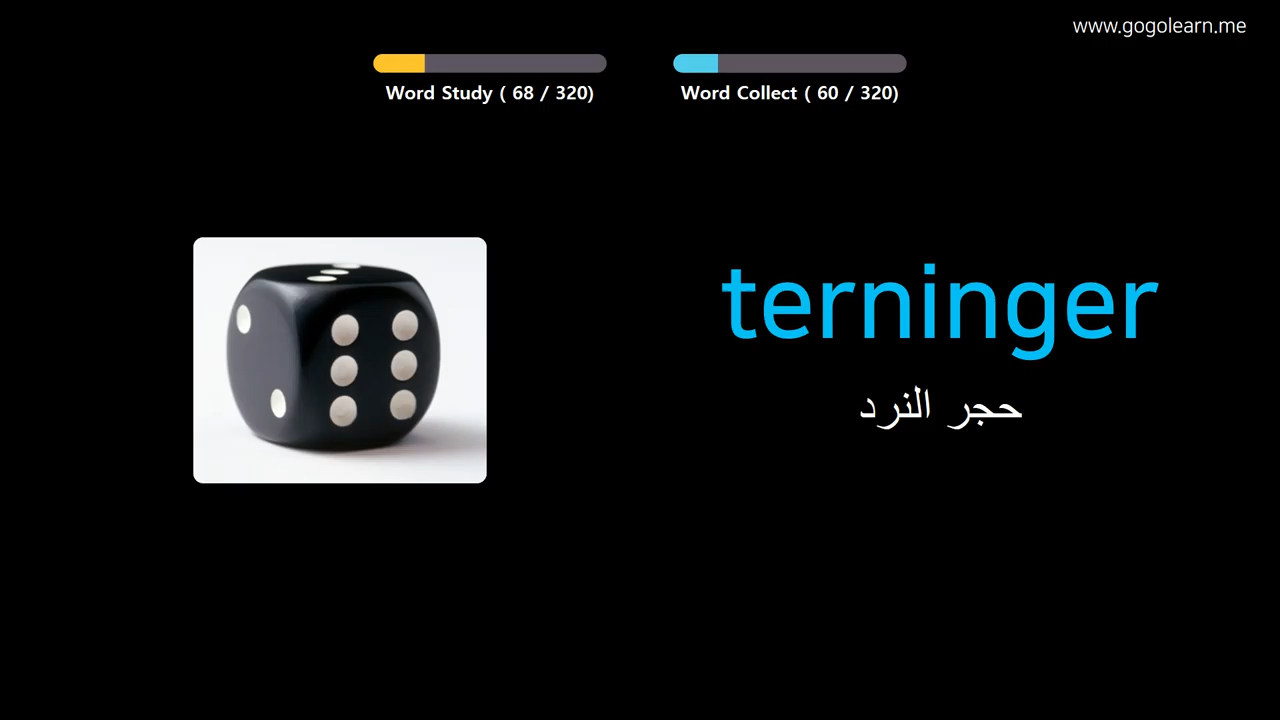 www.gogolearn.me
Word Study ( 68 / 320)
Word Collect ( 60 / 320)
terninger
حجر النرد